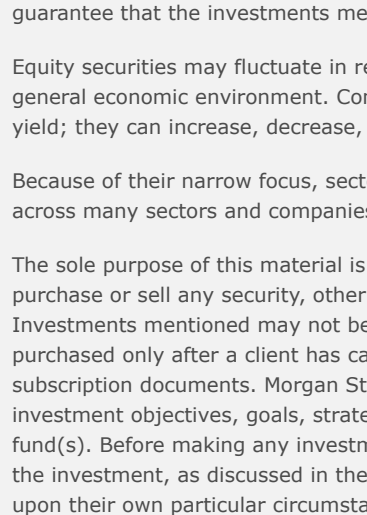 guarantee that the investments me
Equity securities may fluctuate in re
general economic environment. Cor
yield; they can increase, decrease,
Because of their narrow focus, sect
across many sectors and companies
The sole purpose of this material is
purchase or sell any security, other
Investments mentioned may not be
purchased only after a client has ca
subscription documents. Morgan St
investment objectives, goals, strate
fund(s). Before making any investm
the investment, as discussed in the
upon their own particular circumsta